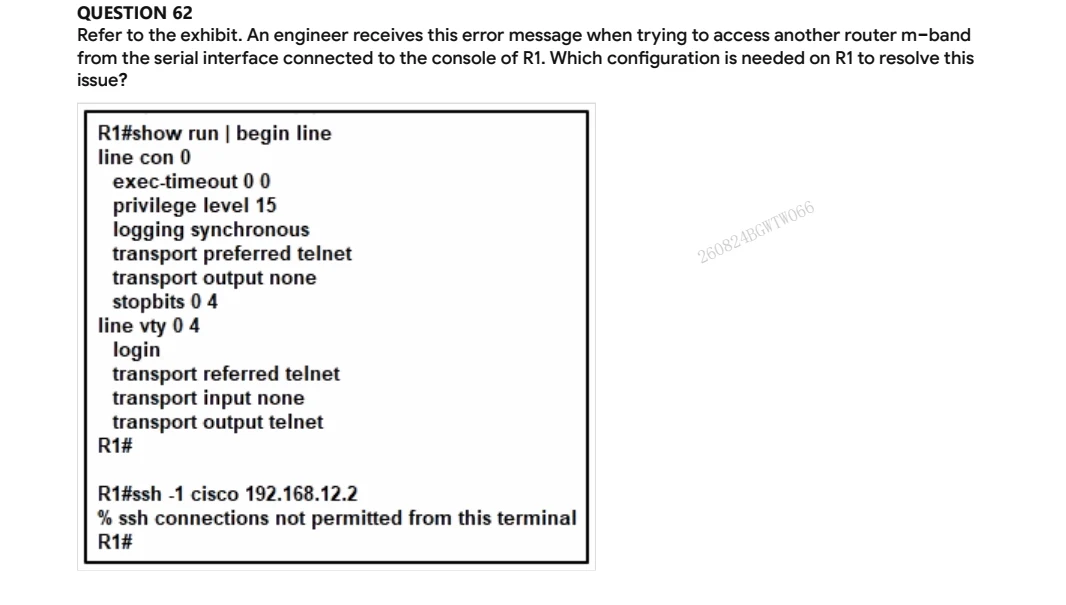 QUESTION 62
Refer to the exhibit. An engineer receives this error message when trying to access another router m-band
from the serial interface connected to the console of R1. Which configuration is needed on R1 to resolve this
issue?
R1#show run | begin line
line con 0
exec-timeout 0 0
privilege level 15
logging synchronous
transport preferred telnet
transport output none
stopbits 0 4
line vty 0 4
login
transport referred telnet
transport input none
transport output telnet
R1#
R1#ssh -1 cisco 192.168.12.2
% ssh connections not permitted from this terminal
R1#
260824BGWTW066